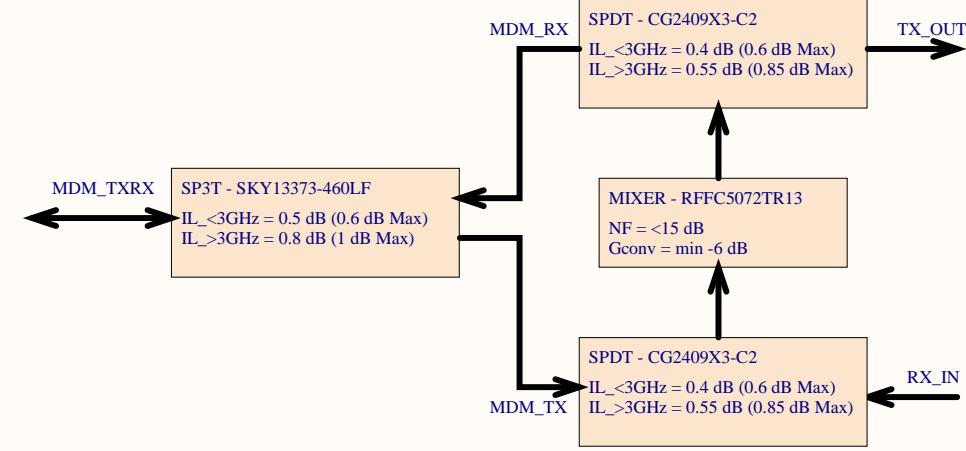 SPDT - CG2409X3-C2
IL_<3GHz = 0.4 dB (0.6 dB Max)
IL_>3GHz = 0.55 dB (0.85 dB Max)
MDM_RX
TX_OUT
MDM_TXRX
SP3T - SKY13373-460LF
IL_<3GHz = 0.5 dB (0.6 dB Max)
IL_>3GHz = 0.8 dB (1 dB Max)
MIXER - RFFC5072TR13
NF = <15 dB
Gconv = min -6 dB
SPDT - CG2409X3-C2
IL_<3GHz = 0.4 dB (0.6 dB Max)
IL_>3GHz = 0.55 dB (0.85 dB Max)
MDM_TX
RX_IN